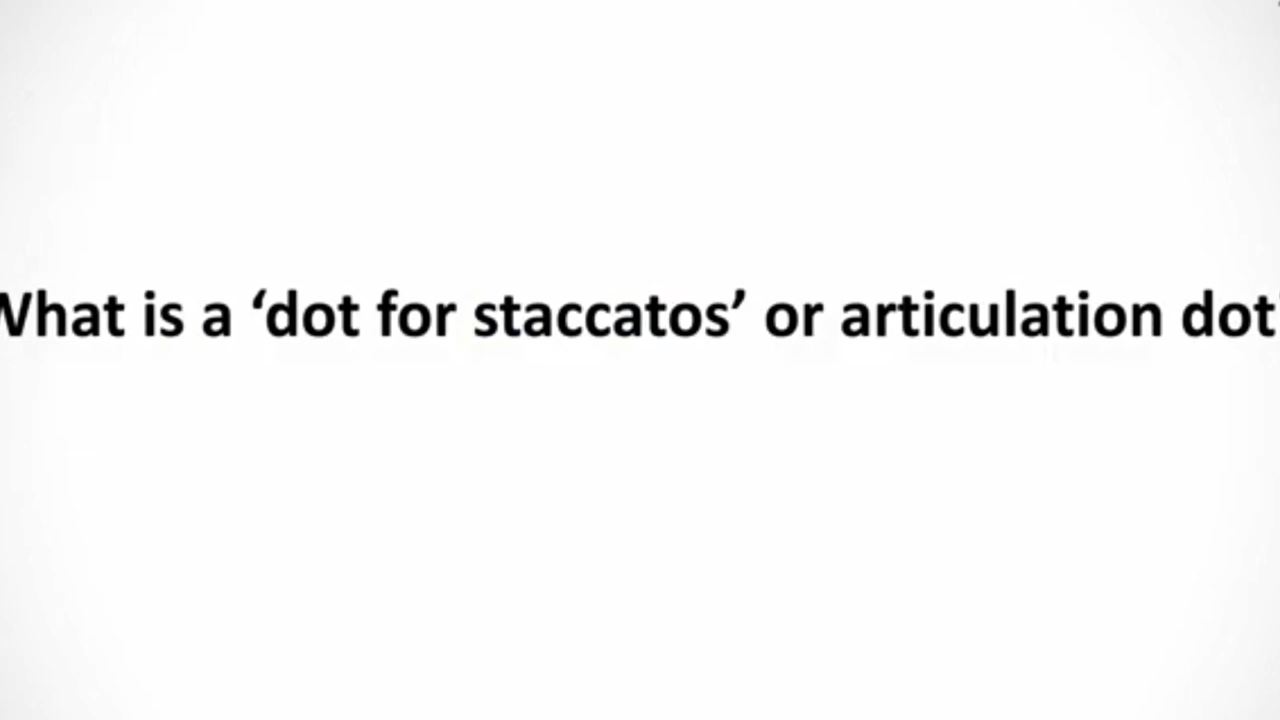 What is a ‘dot for staccatos’ or articulation dot’